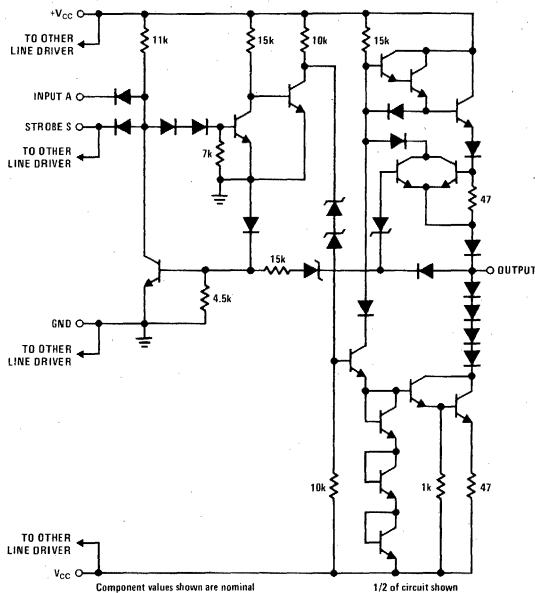 +VCC
TO OTHER
LINE DRIVER
11k
15k
10k
15k
INPUT A
STROBE S
TO OTHER
LINE DRIVER
7k
47
15k
OUTPUT
4.5k
GND
TO OTHER
LINE DRIVER
10k
1k
47
TO OTHER
LINE DRIVER
VCC
Component values shown are nominal
1/2 of circuit shown